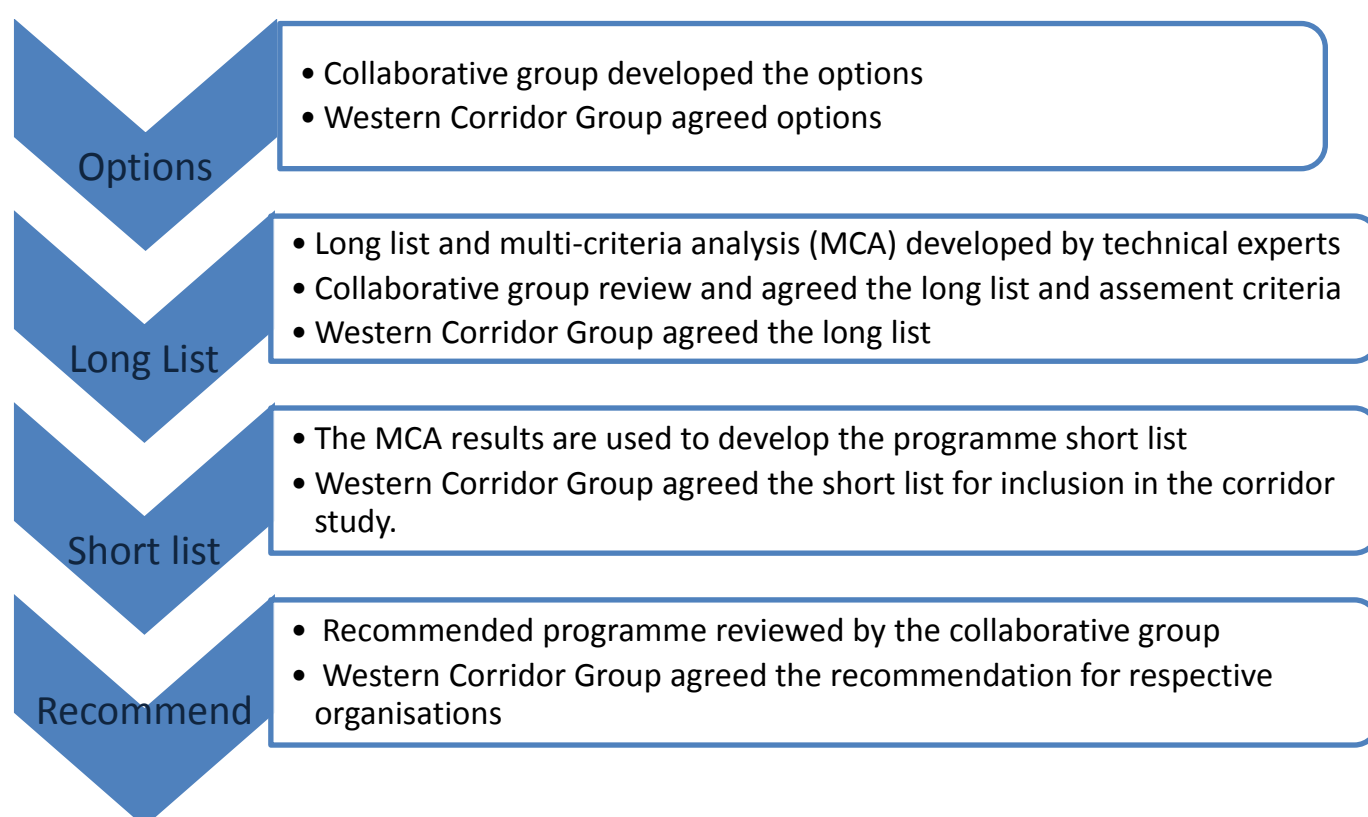 • Collaborative group developed the options
• Western Corridor Group agreed options
Options
• Long list and multi-criteria analysis (MCA) developed by technical experts
• Collaborative group review and agreed the long list and assement criteria
• Western Corridor Group agreed the long list
Long List
• The MCA results are used to develop the programme short list
• Western Corridor Group agreed the short list for inclusion in the corridor
study.
Short list
• Recommended programme reviewed by the collaborative group
• Western Corridor Group agreed the recommendation for respective
organisations
Recommend